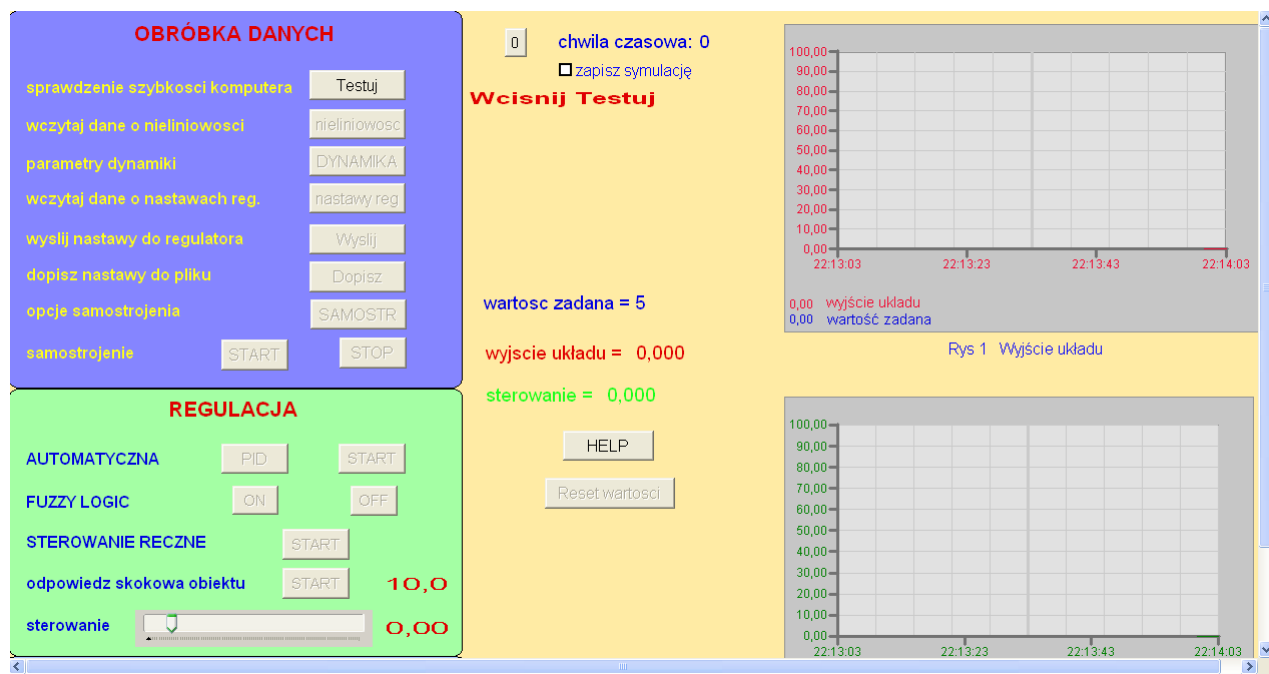 OBRÓBKA DANYCH
sprawdzenie szybkosci komputera Testuj
wczytaj dane o nieliniowosci nieliniowosc
parametry dynamiki DYNAMIKA
wczytaj dane o nastawach reg. nastawy reg
wyslij nastawy do regulatora Wyslij
dopisz nastawy do pliku Dopisz
opcje samostrojenia SAMOSTR
samostrojenie START STOP
REGULACJA
AUTOMATYCZNA PID START
FUZZY LOGIC ON OFF
STEROWANIE RECZNE START
odpowiedz skokowa obiektu START 10,0
sterowanie 0,00
0 chwila czasowa: 0
zapisz symulację
Wcisnij Testuj
wartosc zadana = 5
wyjscie układu = 0,000
sterowanie = 0,000
HELP
Reset wartosci
100,00
90,00
80,00
70,00
60,00
50,00
40,00
30,00
20,00
10,00
0,00
22:13:03 22:13:23 22:13:43 22:14:03
0,00 wyjście ukladu
0,00 wartość zadana
Rys 1 Wyjście układu
100,00
90,00
80,00
70,00
60,00
50,00
40,00
30,00
20,00
10,00
0,00
22:13:03 22:13:23 22:13:43 22:14:03